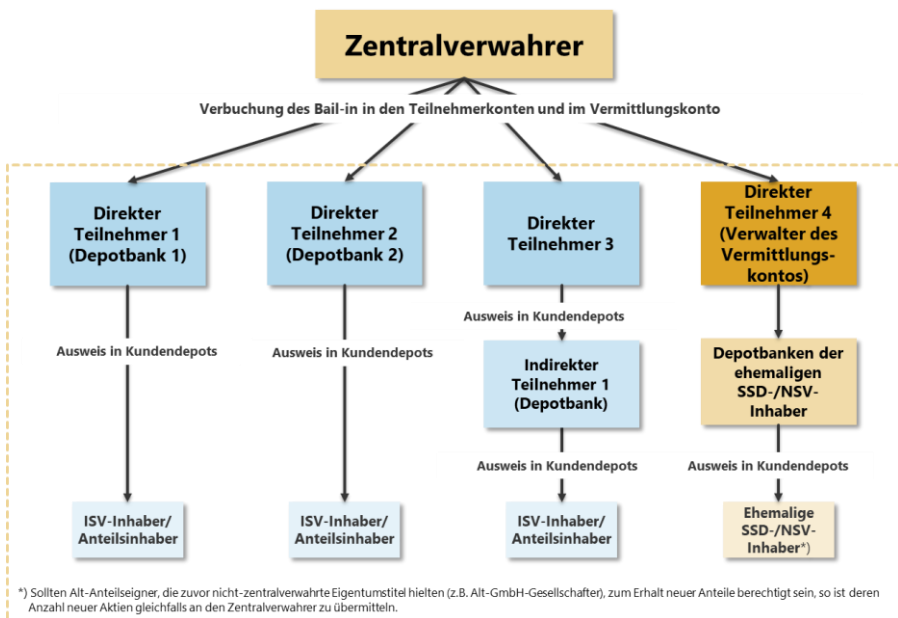 Zentralverwahrer
Verbuchung des Bail-in in den Teilnehmerkonten und im Vermittlungskonto
Direkter
Teilnehmer 1
(Depotbank 1)
Direkter
Teilnehmer 2
(Depotbank 2)
Direkter
Teilnehmer 3
Direkter
Teilnehmer 4
(Verwalter des
Vermittlungs-
kontos)
Ausweis in Kundendepots
Ausweis in Kundendepots
Ausweis in Kundendepots
Indirekter
Teilnehmer 1
(Depotbank)
Depotbanken der
ehemaligen
SSD-/NSV-
Inhaber
Ausweis in Kundendepots
Ausweis in Kundendepots
ISV-Inhaber/
Anteilsinhaber
ISV-Inhaber/
Anteilsinhaber
ISV-Inhaber/
Anteilsinhaber
Ehemalige
SSD-/NSV-
Inhaber*)
*) Sollten Alt-Anteilseigner, die zuvor nicht-zentralverwahrte Eigentumstitel hielten (z.B. Alt-GmbH-Gesellschafter), zum Erhalt neuer Anteile berechtigt sein, so ist deren
Anzahl neuer Aktien gleichfalls an den Zentralverwahrer zu übermitteln.